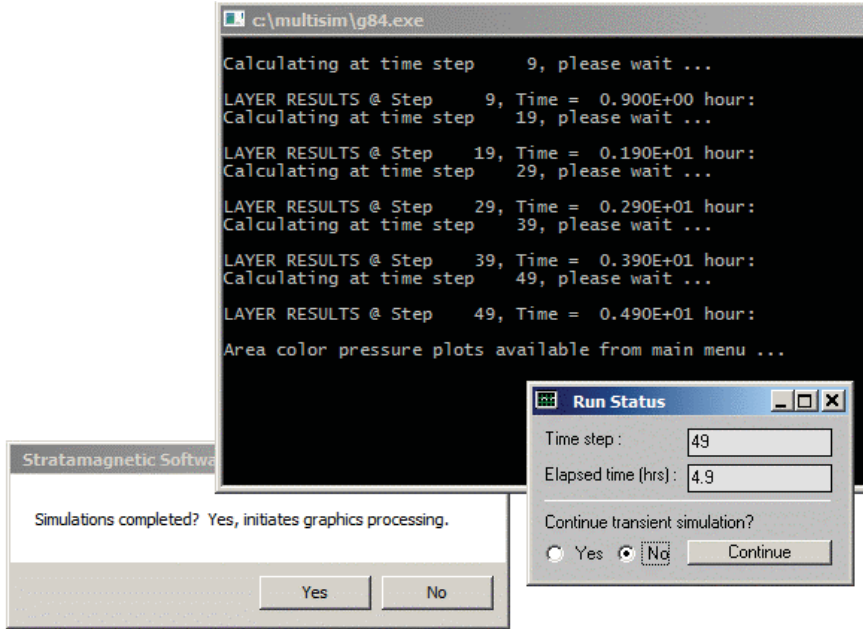 c:\multisim\g84.exe
Calculating at time step 9, please wait ...
LAYER RESULTS @ Step 9, Time = 0.900E+00 hour:
Calculating at time step 19, please wait ...
LAYER RESULTS @ Step 19, Time = 0.190E+01 hour:
Calculating at time step 29, please wait ...
LAYER RESULTS @ Step 29, Time = 0.290E+01 hour:
Calculating at time step 39, please wait ...
LAYER RESULTS @ Step 39, Time = 0.390E+01 hour:
Calculating at time step 49, please wait ...
LAYER RESULTS @ Step 49, Time = 0.490E+01 hour:
Area color pressure plots available from main menu ...
Run Status
Time step : 49
Elapsed time (hrs) : 4.9
Continue transient simulation?
Yes No Continue
Stratamagnetic Softwa
Simulations completed? Yes, initiates graphics processing.
Yes No